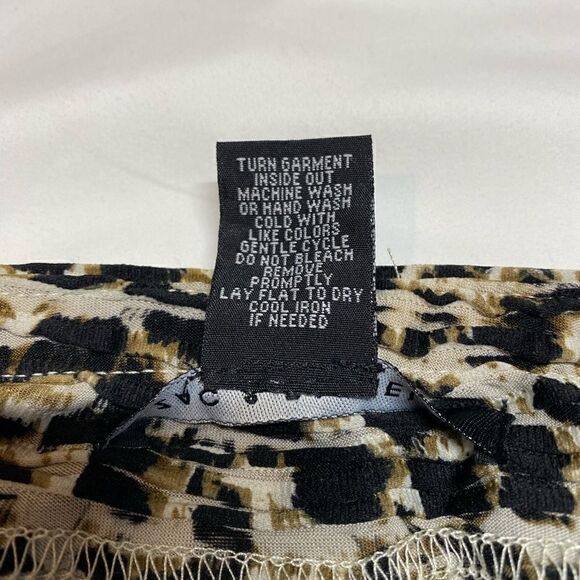 TURN GARMENT
INSIDE OUT
MACHINE WASH
OR HAND WASH
COLD WITH
LIKE COLORS
GENTLE CYCLE
DO NOT BLEACH
REMOVE
PROMPTLY
LAY FLAT TO DRY
COOL IRON
IF NEEDED